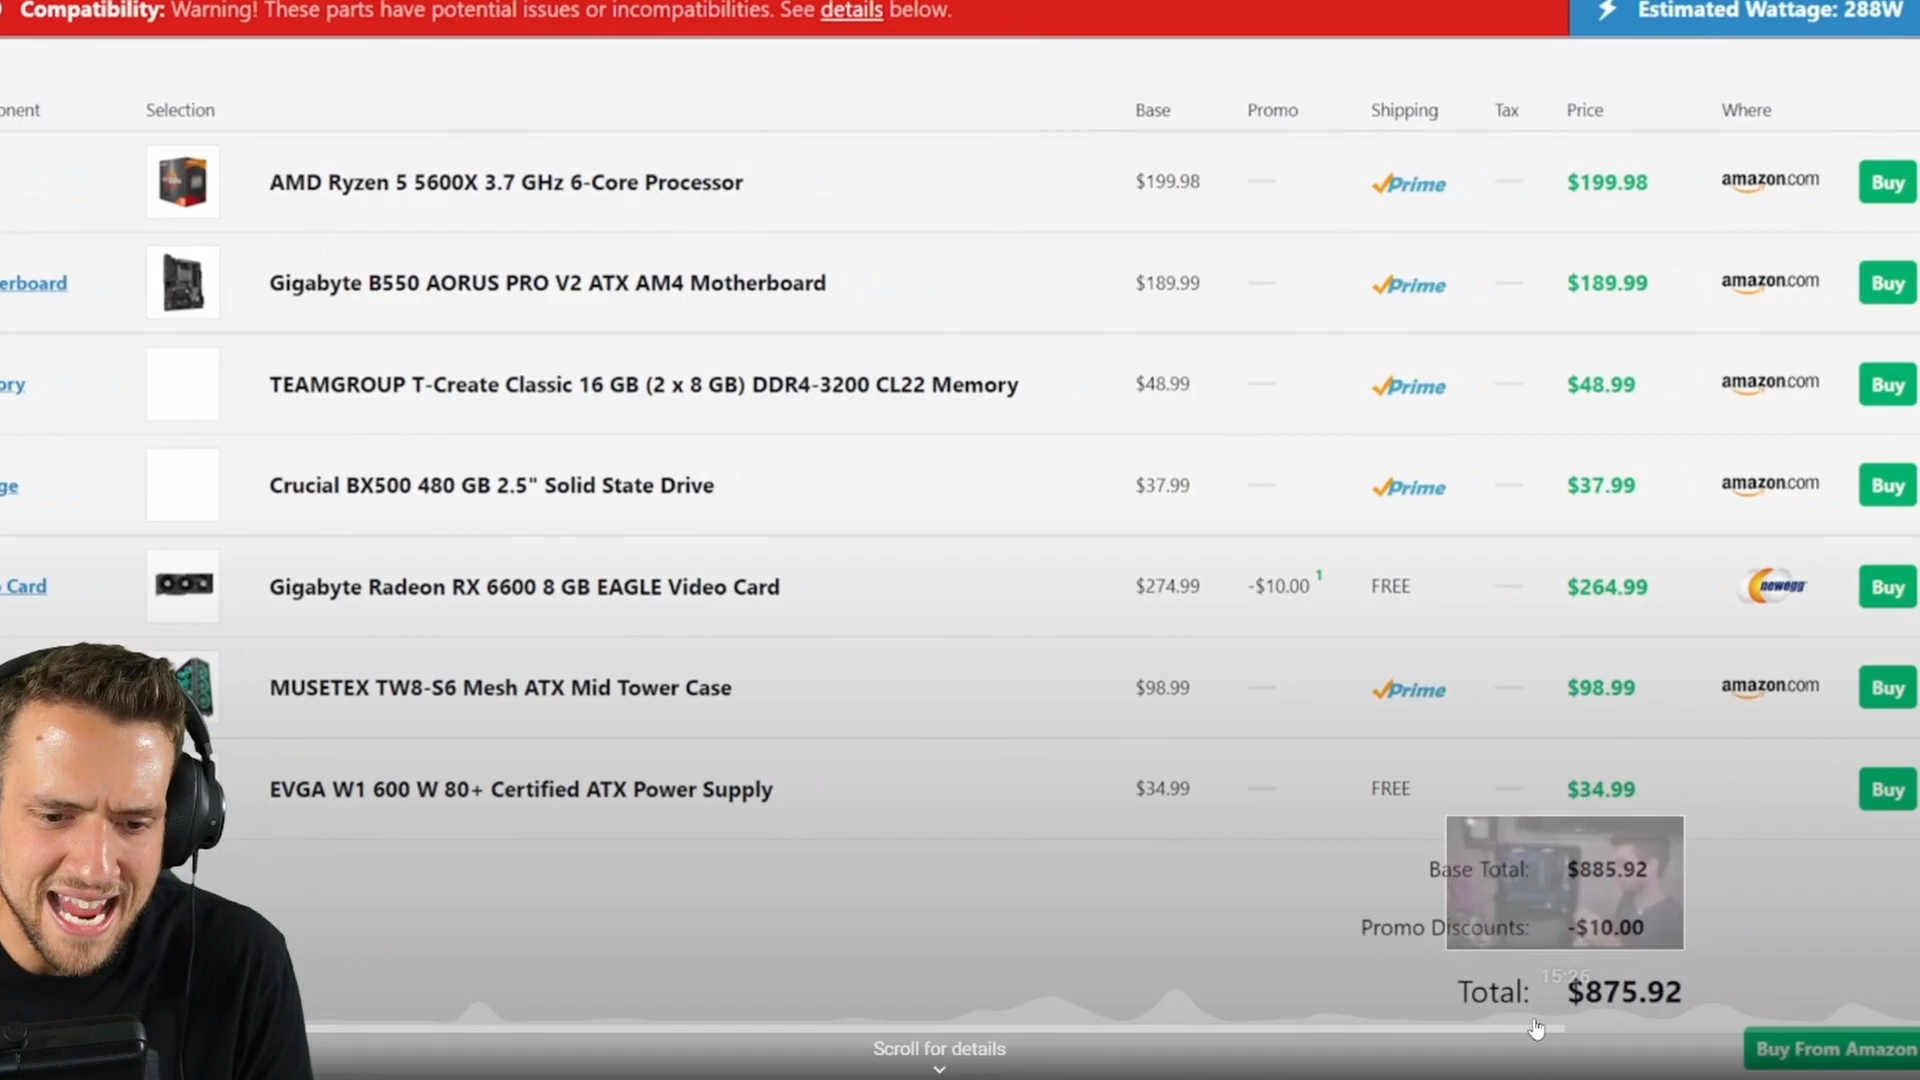 Compatibility: Warning! These parts have potential issues or incompatibilities. See details below.
Estimated Wattage: 288W
onent Selection Base Promo Shipping Tax Price Where
AMD Ryzen 5 5600X 3.7 GHz 6-Core Processor $199.98 — Prime — $199.98 amazon.com Buy
erboard Gigabyte B550 AORUS PRO V2 ATX AM4 Motherboard $189.99 — Prime — $189.99 amazon.com Buy
ory TEAMGROUP T-Create Classic 16 GB (2 x 8 GB) DDR4-3200 CL22 Memory $48.99 — Prime — $48.99 amazon.com Buy
ge Crucial BX500 480 GB 2.5" Solid State Drive $37.99 — Prime — $37.99 amazon.com Buy
Card Gigabyte Radeon RX 6600 8 GB EAGLE Video Card $274.99 -$10.00 1 FREE — $264.99 newegg Buy
MUSETEX TW8-S6 Mesh ATX Mid Tower Case $98.99 — Prime — $98.99 amazon.com Buy
EVGA W1 600 W 80+ Certified ATX Power Supply $34.99 — FREE — $34.99 Buy
Base Total: $885.92
Promo Discounts: -$10.00
15:26
Total: $875.92
Scroll for details
Buy From Amazon